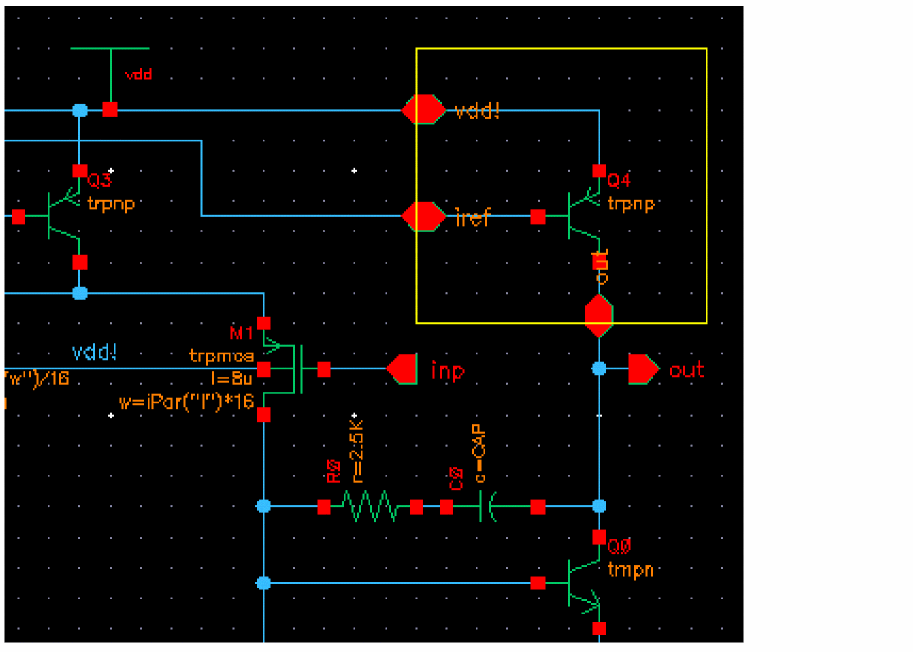 vdd
vdd!
Q3
trpnp
Q4
trpnp
iref
out
M1
vdd!
trpmos
inp
out
"w")/16
l=8u
w=iPar("l")*16
R0
r=2.5K
C0
c=CAP
Q0
trnpn